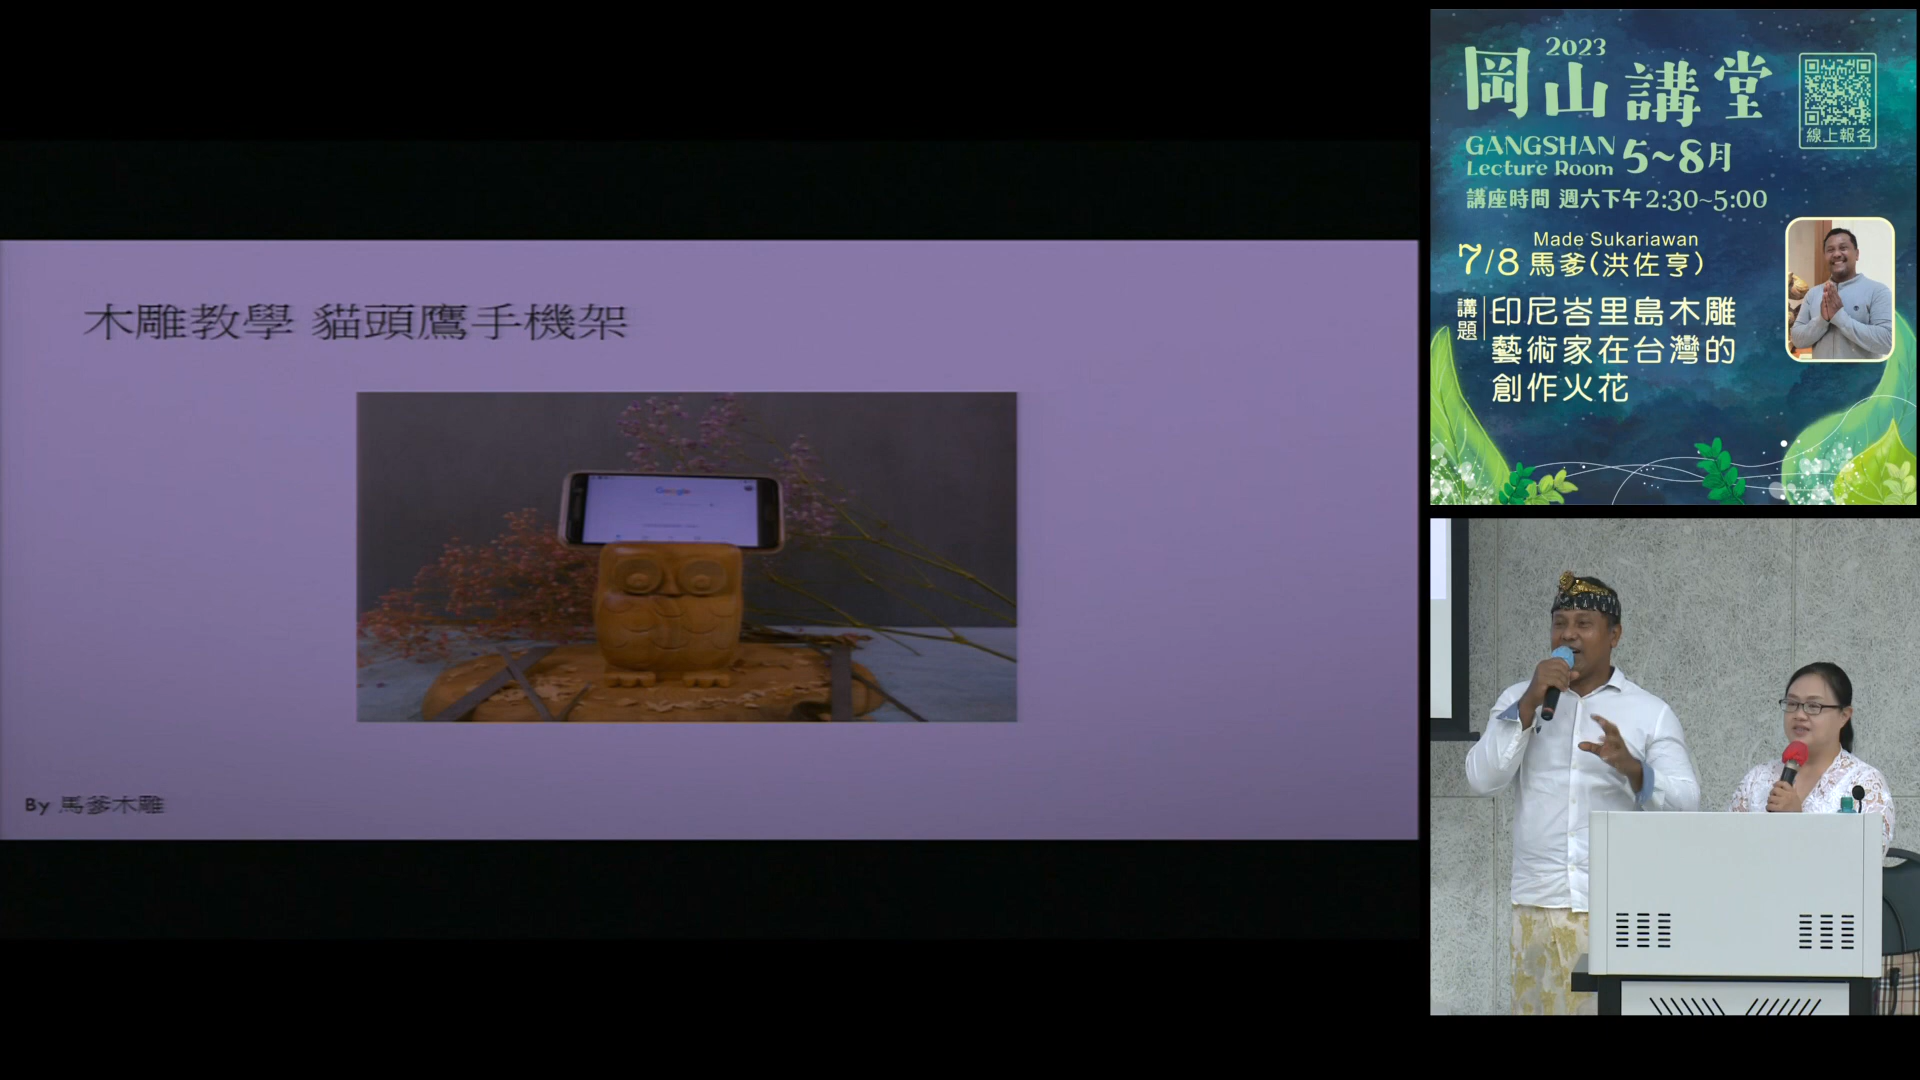 木雕教學 貓頭鷹手機架
Google
By 馬爹木雕
2023
岡山講堂
線上報名
GANGSHAN
Lecture Room
5~8月
講座時間 週六下午2:30~5:00
Made Sukariawan
7/8 馬爹(洪佐亨)
講題
印尼峇里島木雕
藝術家在台灣的
創作火花